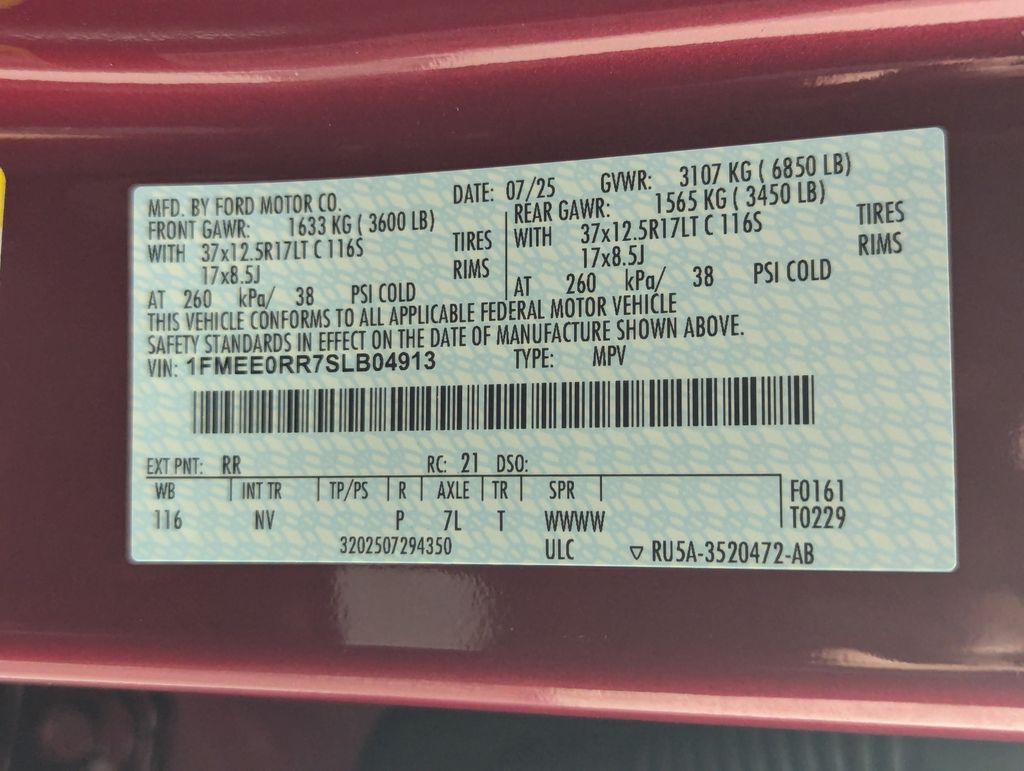 MFD. BY FORD MOTOR CO. DATE: 07/25 GVWR: 3107 KG ( 6850 LB)
FRONT GAWR: 1633 KG ( 3600 LB) REAR GAWR: 1565 KG ( 3450 LB)
WITH 37x12.5R17LT C 116S TIRES WITH 37x12.5R17LT C 116S TIRES
17x8.5J RIMS 17x8.5J RIMS
AT 260 kPa/ 38 PSI COLD AT 260 kPa/ 38 PSI COLD
THIS VEHICLE CONFORMS TO ALL APPLICABLE FEDERAL MOTOR VEHICLE
SAFETY STANDARDS IN EFFECT ON THE DATE OF MANUFACTURE SHOWN ABOVE.
VIN: 1FMEE0RR7SLB04913 TYPE: MPV
EXT PNT: RR RC: 21 DSO:
WB INT TR TP/PS R AXLE TR SPR F0161
116 NV P 7L T WWWW T0229
3202507294350 ULC ▽ RU5A-3520472-AB